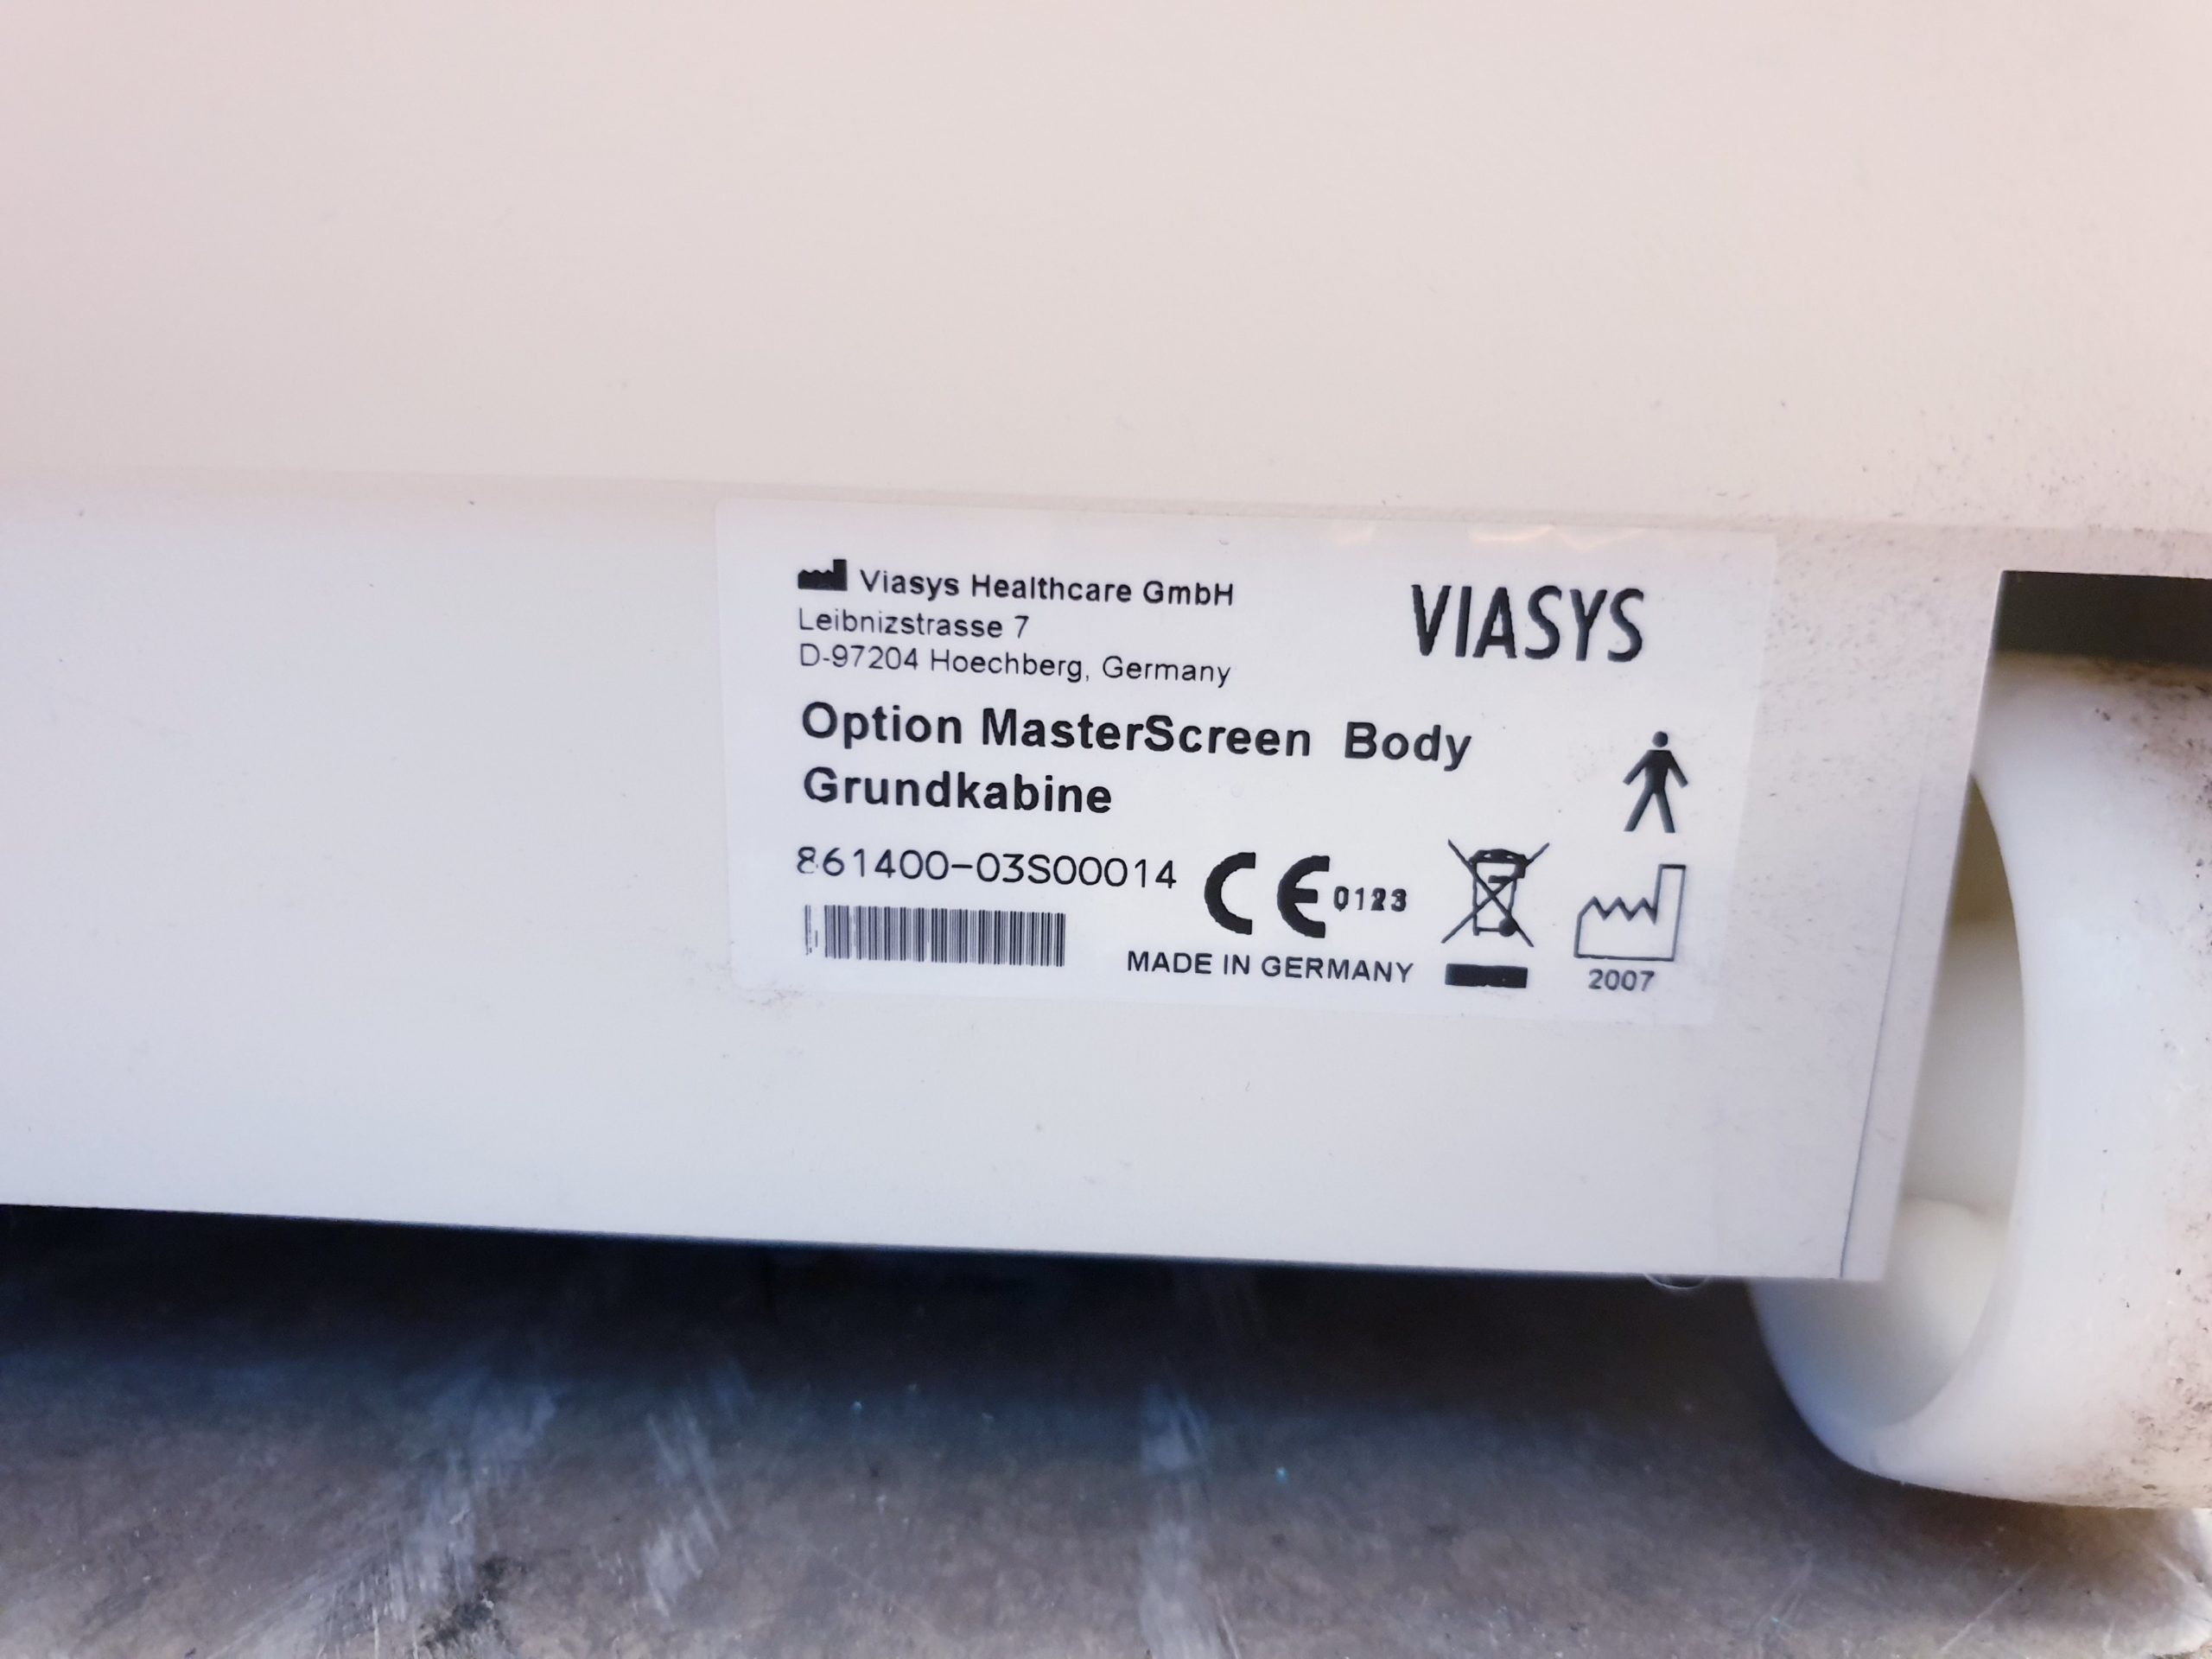 Viasys Healthcare GmbH
Leibnizstrasse 7
D-97204 Hoechberg, Germany
VIASYS
Option MasterScreen Body
Grundkabine
861400-03S00014
CE 0123
MADE IN GERMANY
2007